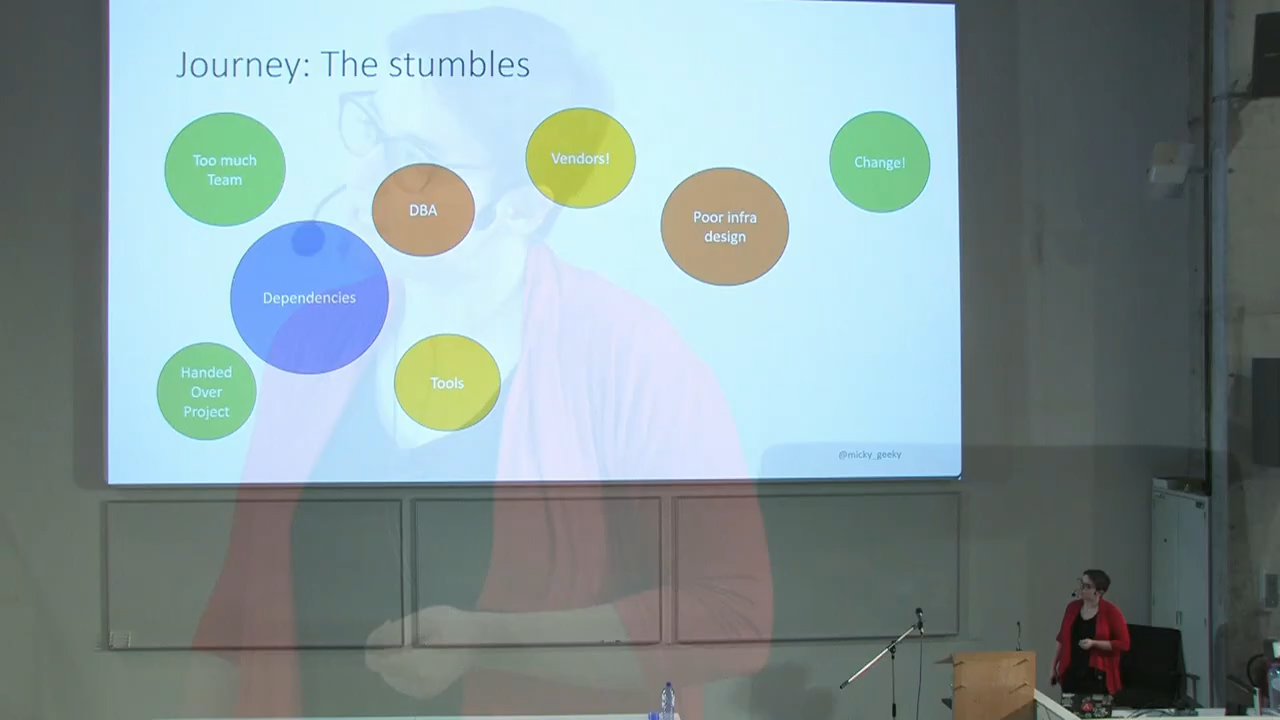 Journey: The stumbles
Too much
Team
DBA
Vendors!
Poor infra
design
Change!
Dependencies
Handed
Over
Project
Tools
@micky_geeky